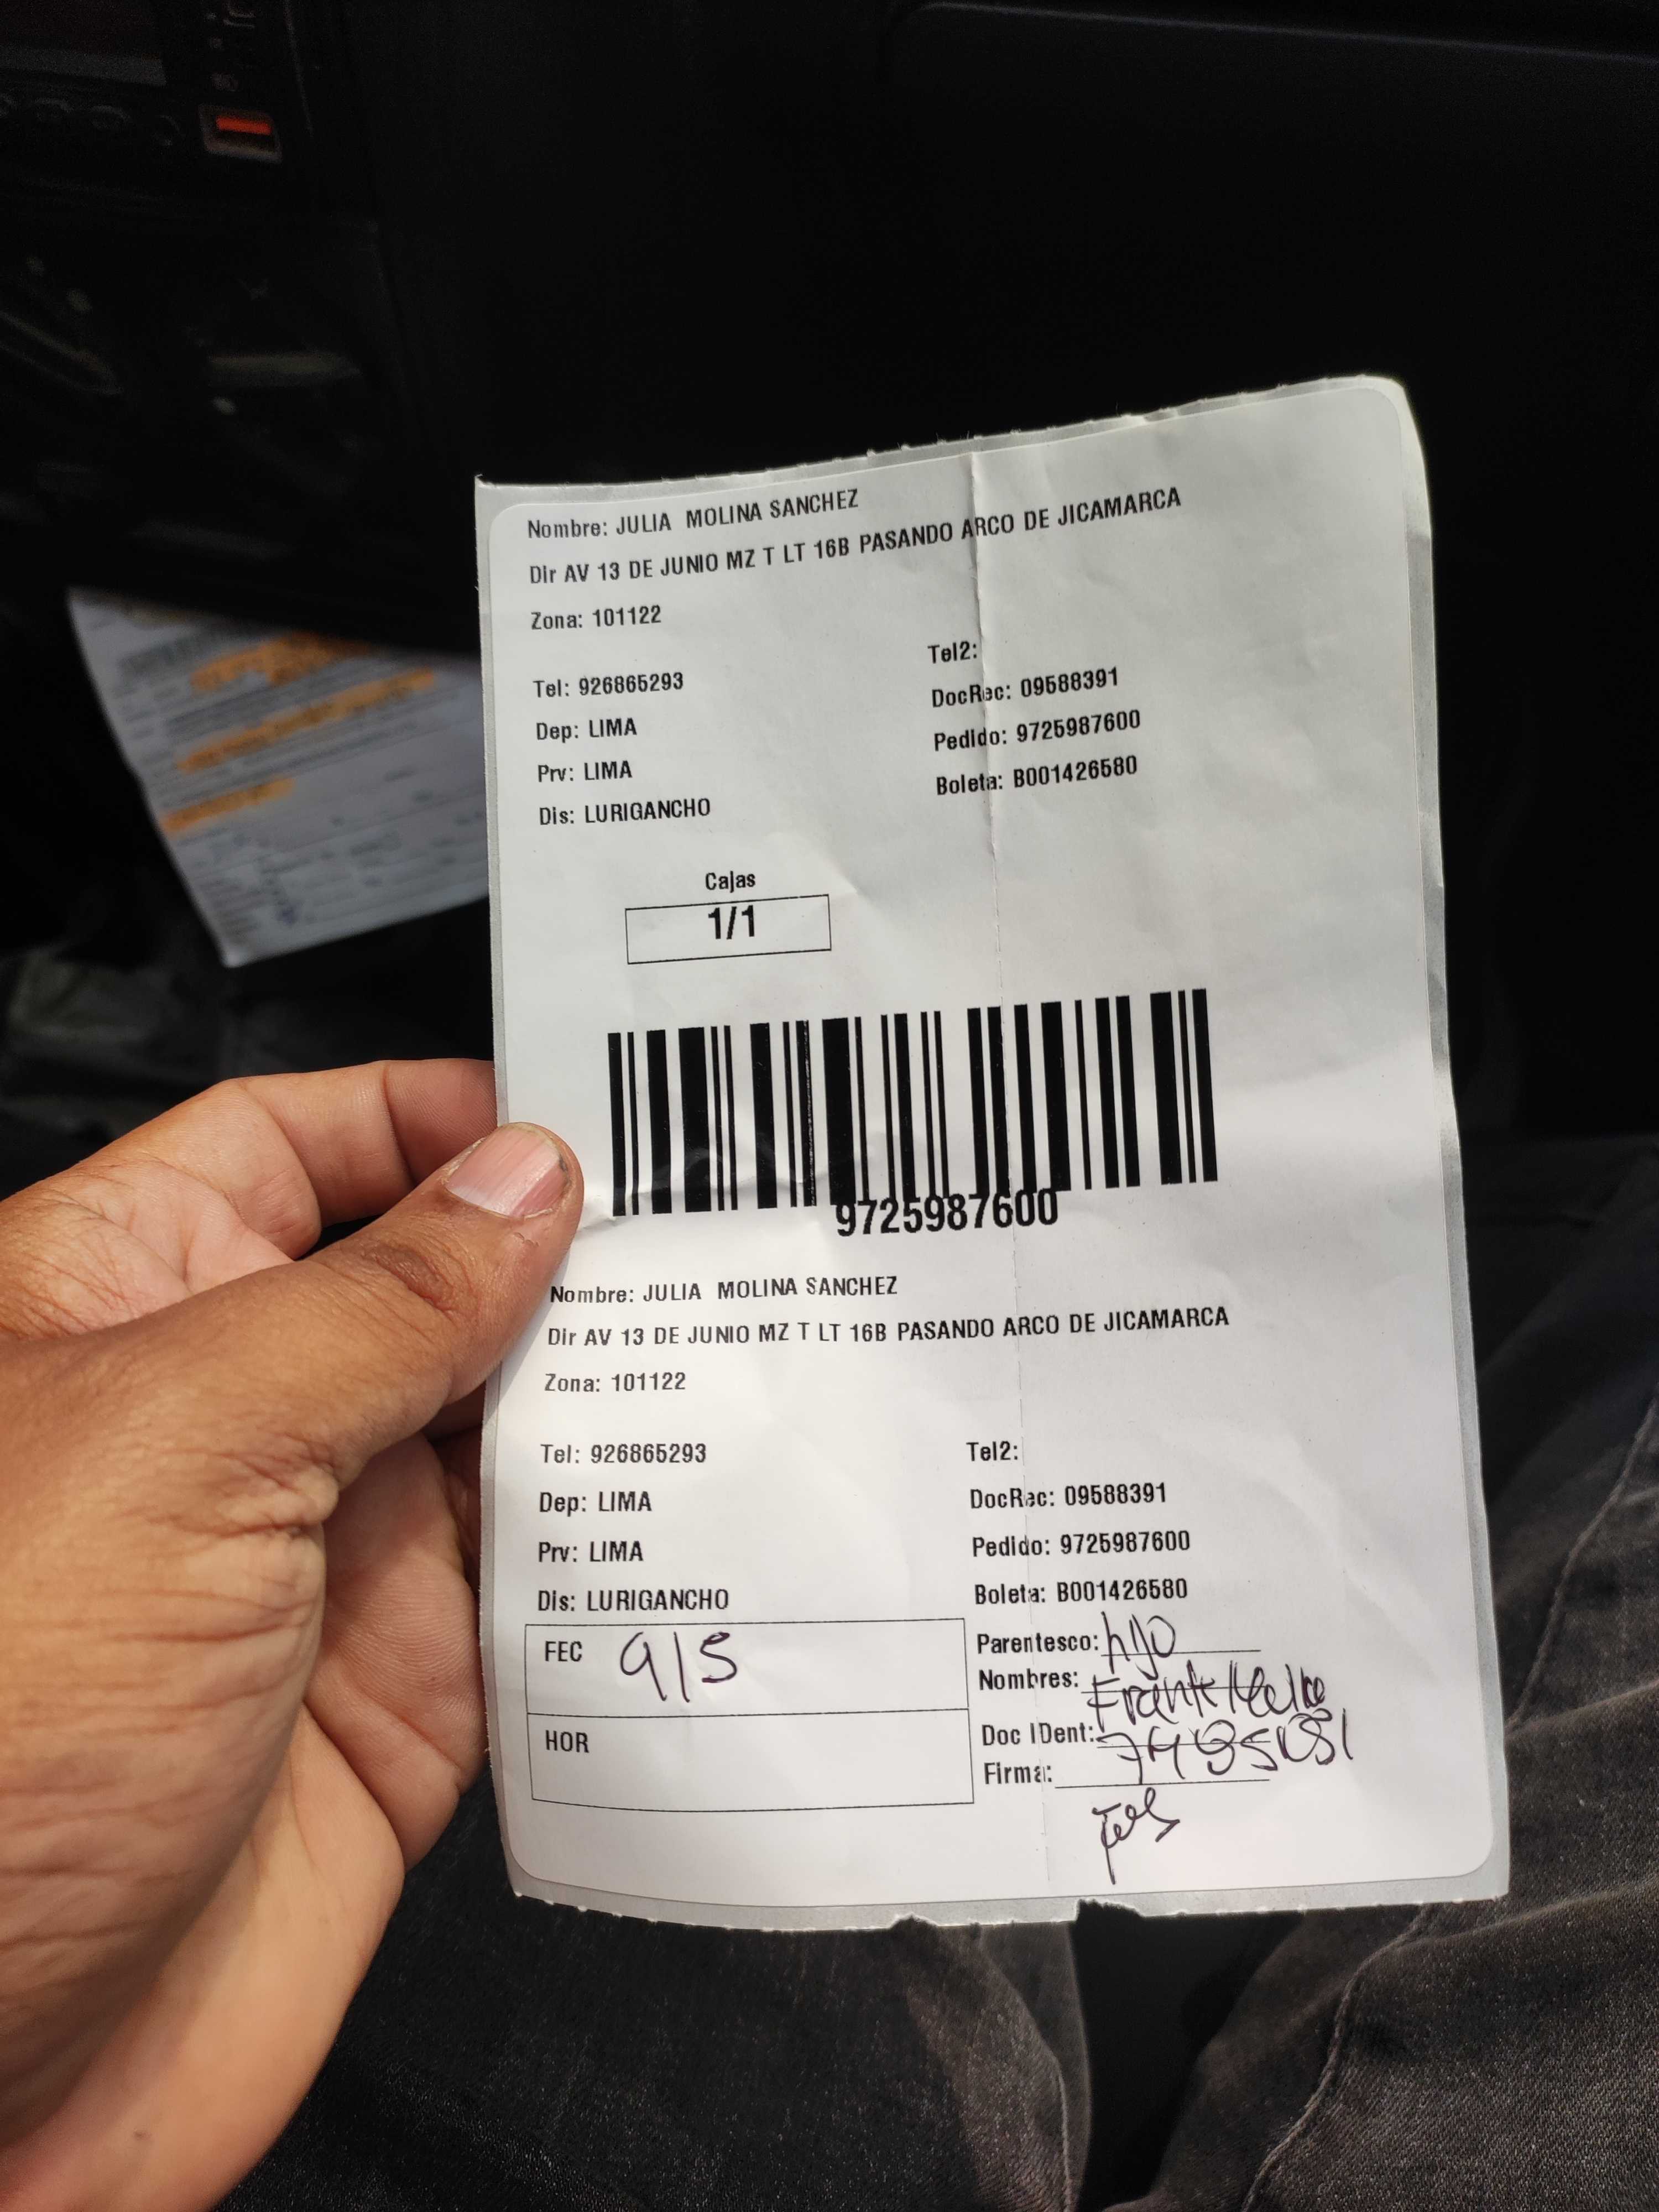 Nombre: JULIA MOLINA SANCHEZ
Dir AV 13 DE JUNIO MZ T LT 16B PASANDO ARCO DE JICAMARCA
Zona: 101122
Tel: 926865293 Tel2:
Dep: LIMA DocRec: 09588391
Prv: LIMA Pedido: 9725987600
Dis: LURIGANCHO Boleta: B001426580
Cajas
1/1
9725987600
Nombre: JULIA MOLINA SANCHEZ
Dir AV 13 DE JUNIO MZ T LT 16B PASANDO ARCO DE JICAMARCA
Zona: 101122
Tel: 926865293 Tel2:
Dep: LIMA DocRec: 09588391
Prv: LIMA Pedido: 9725987600
Dis: LURIGANCHO Boleta: B001426580
FEC 9/5 Parentesco: hijo
Nombres: Frank
HOR Doc IDent:
Firma: